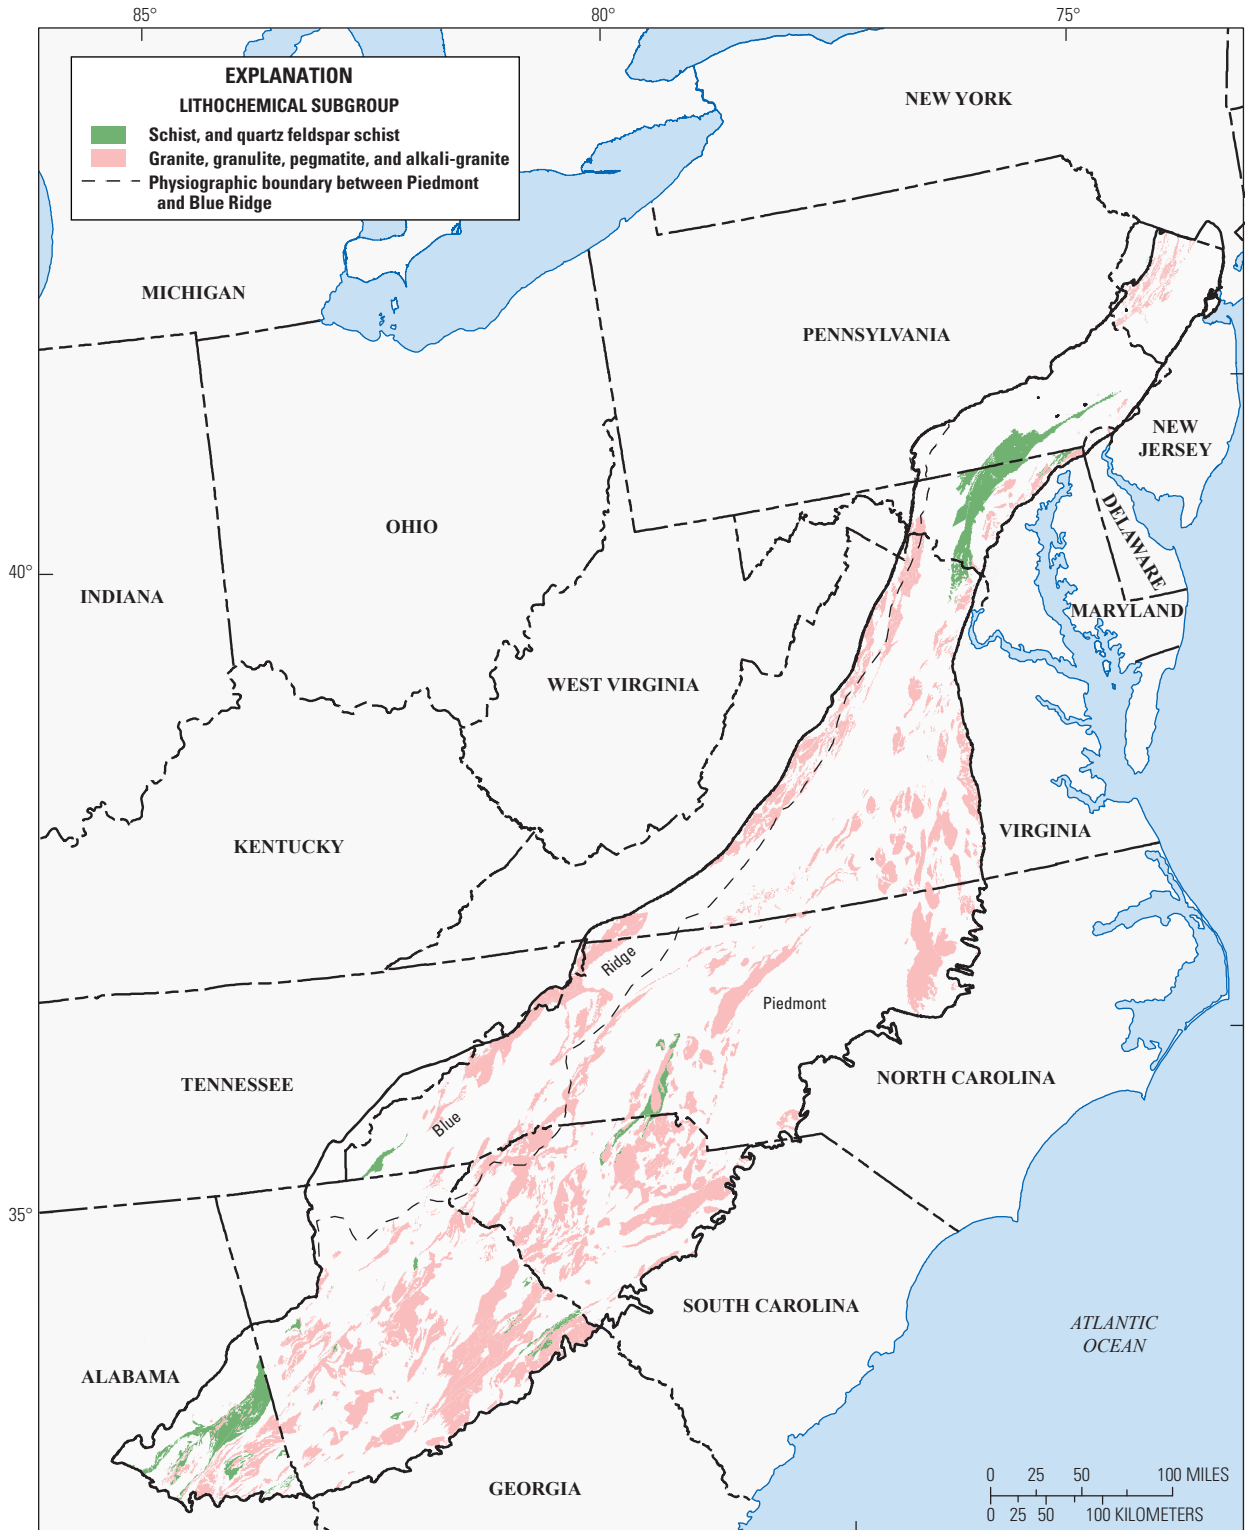 85°
80°
75°
EXPLANATION
LITHOCHEMICAL SUBGROUP
Schist, and quartz feldspar schist
Granite, granulite, pegmatite, and alkali-granite
Physiographic boundary between Piedmont
and Blue Ridge
NEW YORK
MICHIGAN
PENNSYLVANIA
NEW
JERSEY
OHIO
DELAWARE
40°
INDIANA
MARYLAND
WEST VIRGINIA
VIRGINIA
KENTUCKY
Ridge
Piedmont
TENNESSEE
NORTH CAROLINA
Blue
35°
SOUTH CAROLINA
ATLANTIC
OCEAN
ALABAMA
GEORGIA
0 25 50 100 MILES
0 25 50 100 KILOMETERS